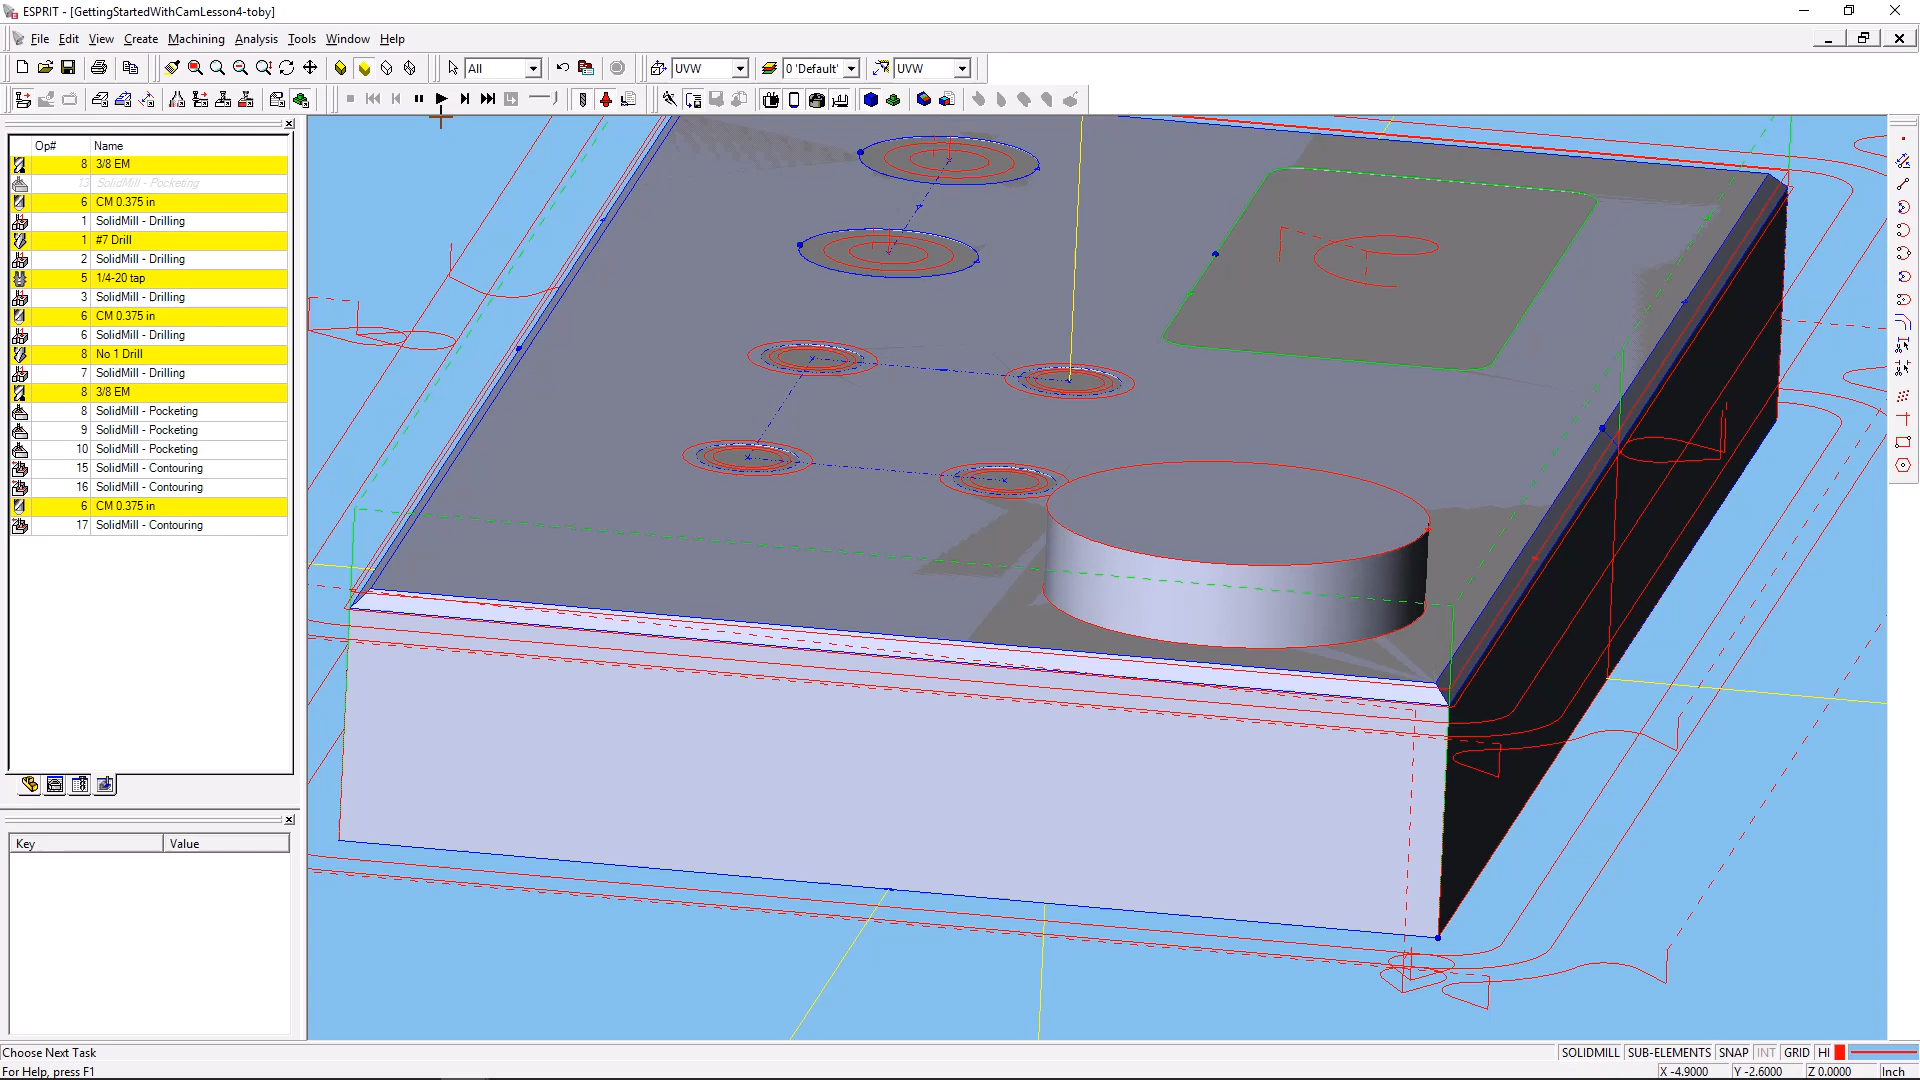 ESPRIT - [GettingStartedWithCamLesson4-toby]
File Edit View Create Machining Analysis Tools Window Help
All UVW 0 'Default' UVW
Op# Name
8 3/8 EM
13 SolidMill - Pocketing
6 CM 0.375 in
1 SolidMill - Drilling
1 #7 Drill
2 SolidMill - Drilling
5 1/4-20 tap
3 SolidMill - Drilling
6 CM 0.375 in
6 SolidMill - Drilling
8 No 1 Drill
7 SolidMill - Drilling
8 3/8 EM
8 SolidMill - Pocketing
9 SolidMill - Pocketing
10 SolidMill - Pocketing
15 SolidMill - Contouring
16 SolidMill - Contouring
6 CM 0.375 in
17 SolidMill - Contouring
Key Value
Choose Next Task SOLIDMILL SUB-ELEMENTS SNAP INT GRID HI
For Help, press F1 X -4.9000 Y -2.6000 Z 0.0000 Inch